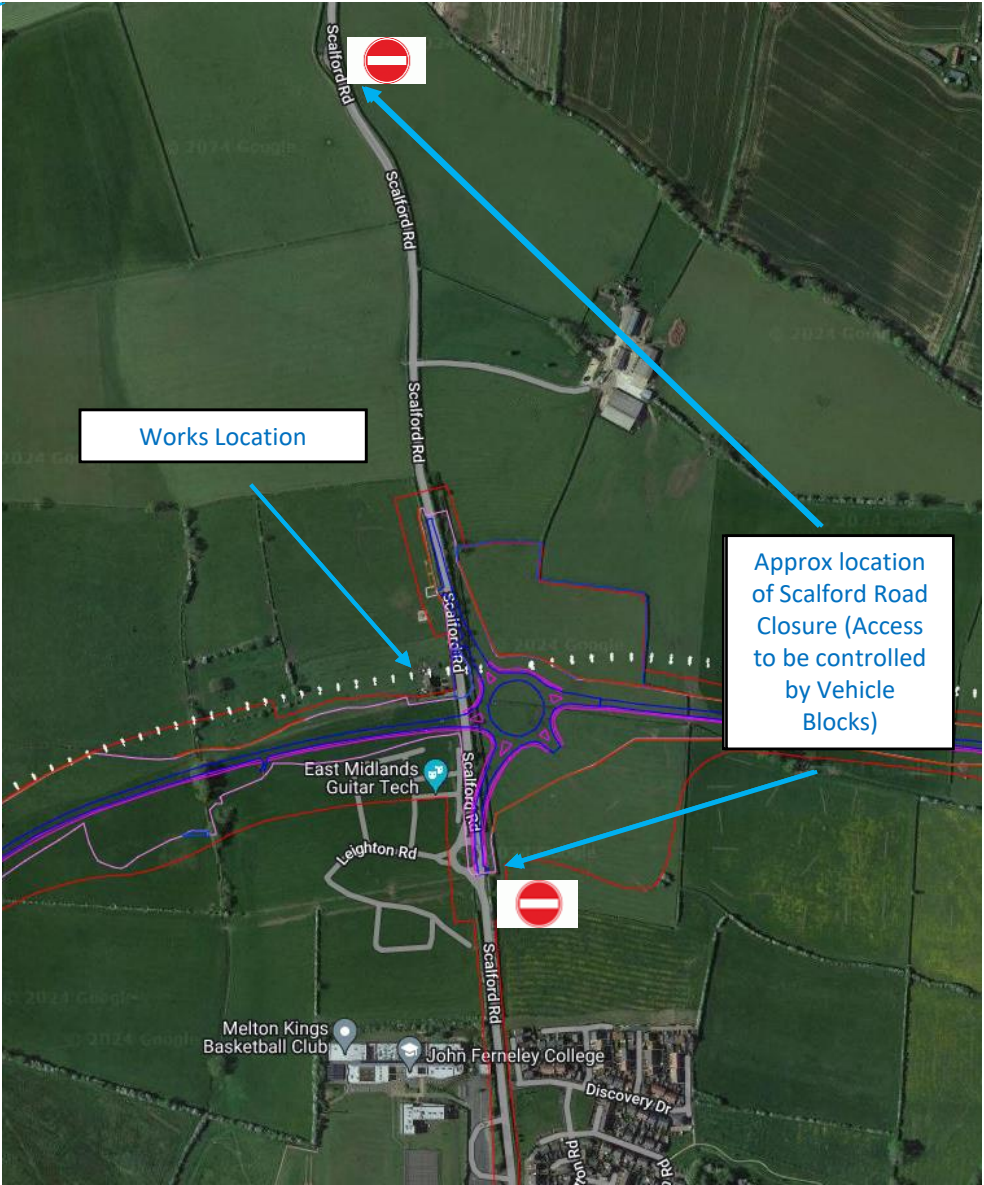 Scalford Rd
© 2024 Google
Scalford Rd
Scalford Rd
Works Location
Approx location
of Scalford Road
Closure (Access
to be controlled
by Vehicle
Blocks)
Scalford Rd
East Midlands
Guitar Tech
Scalford Rd
Leighton Rd
Scalford Rd
Melton Kings
Basketball Club
John Ferneley College
Discovery Dr